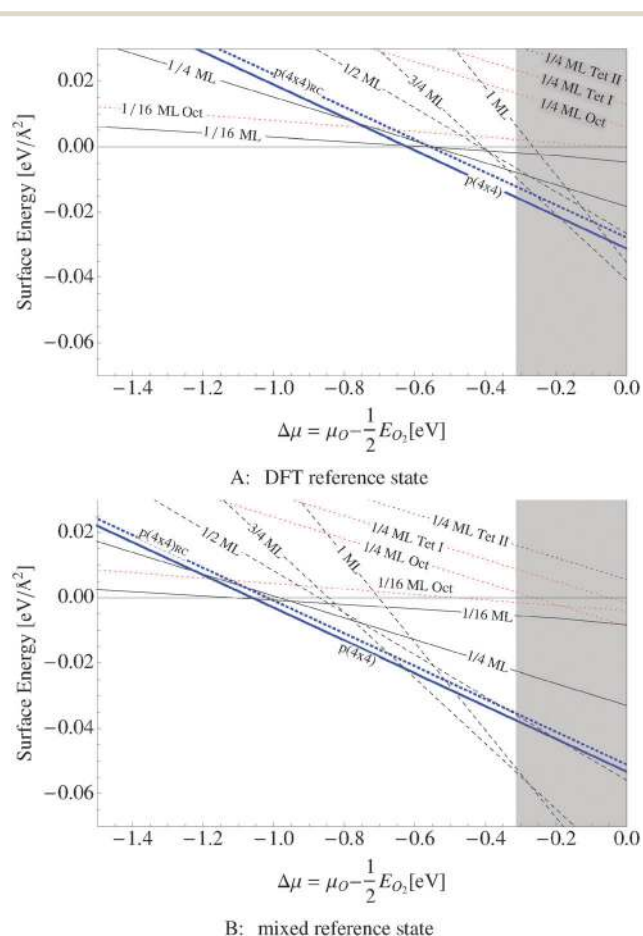 0.02
0.00
−0.02
−0.04
−0.06
Surface Energy [eV/Å²]
1/4 ML
1/16 ML Oct
1/16 ML
p(4x4)RC
1/2 ML
3/4 ML
1 ML
1/4 ML Tet II
1/4 ML Tet I
1/4 ML Oct
p(4x4)
−1.4 −1.2 −1.0 −0.8 −0.6 −0.4 −0.2 0.0
Δμ = μ_O − 1/2 E_O₂ [eV]
A: DFT reference state
0.02
0.00
−0.02
−0.04
−0.06
Surface Energy [eV/Å²]
p(4x4)RC
1/2 ML
3/4 ML
1 ML
1/4 ML Tet II
1/4 ML Tet I
1/4 ML Oct
1/16 ML Oct
1/16 ML
1/4 ML
p(4x4)
−1.4 −1.2 −1.0 −0.8 −0.6 −0.4 −0.2 0.0
Δμ = μ_O − 1/2 E_O₂ [eV]
B: mixed reference state